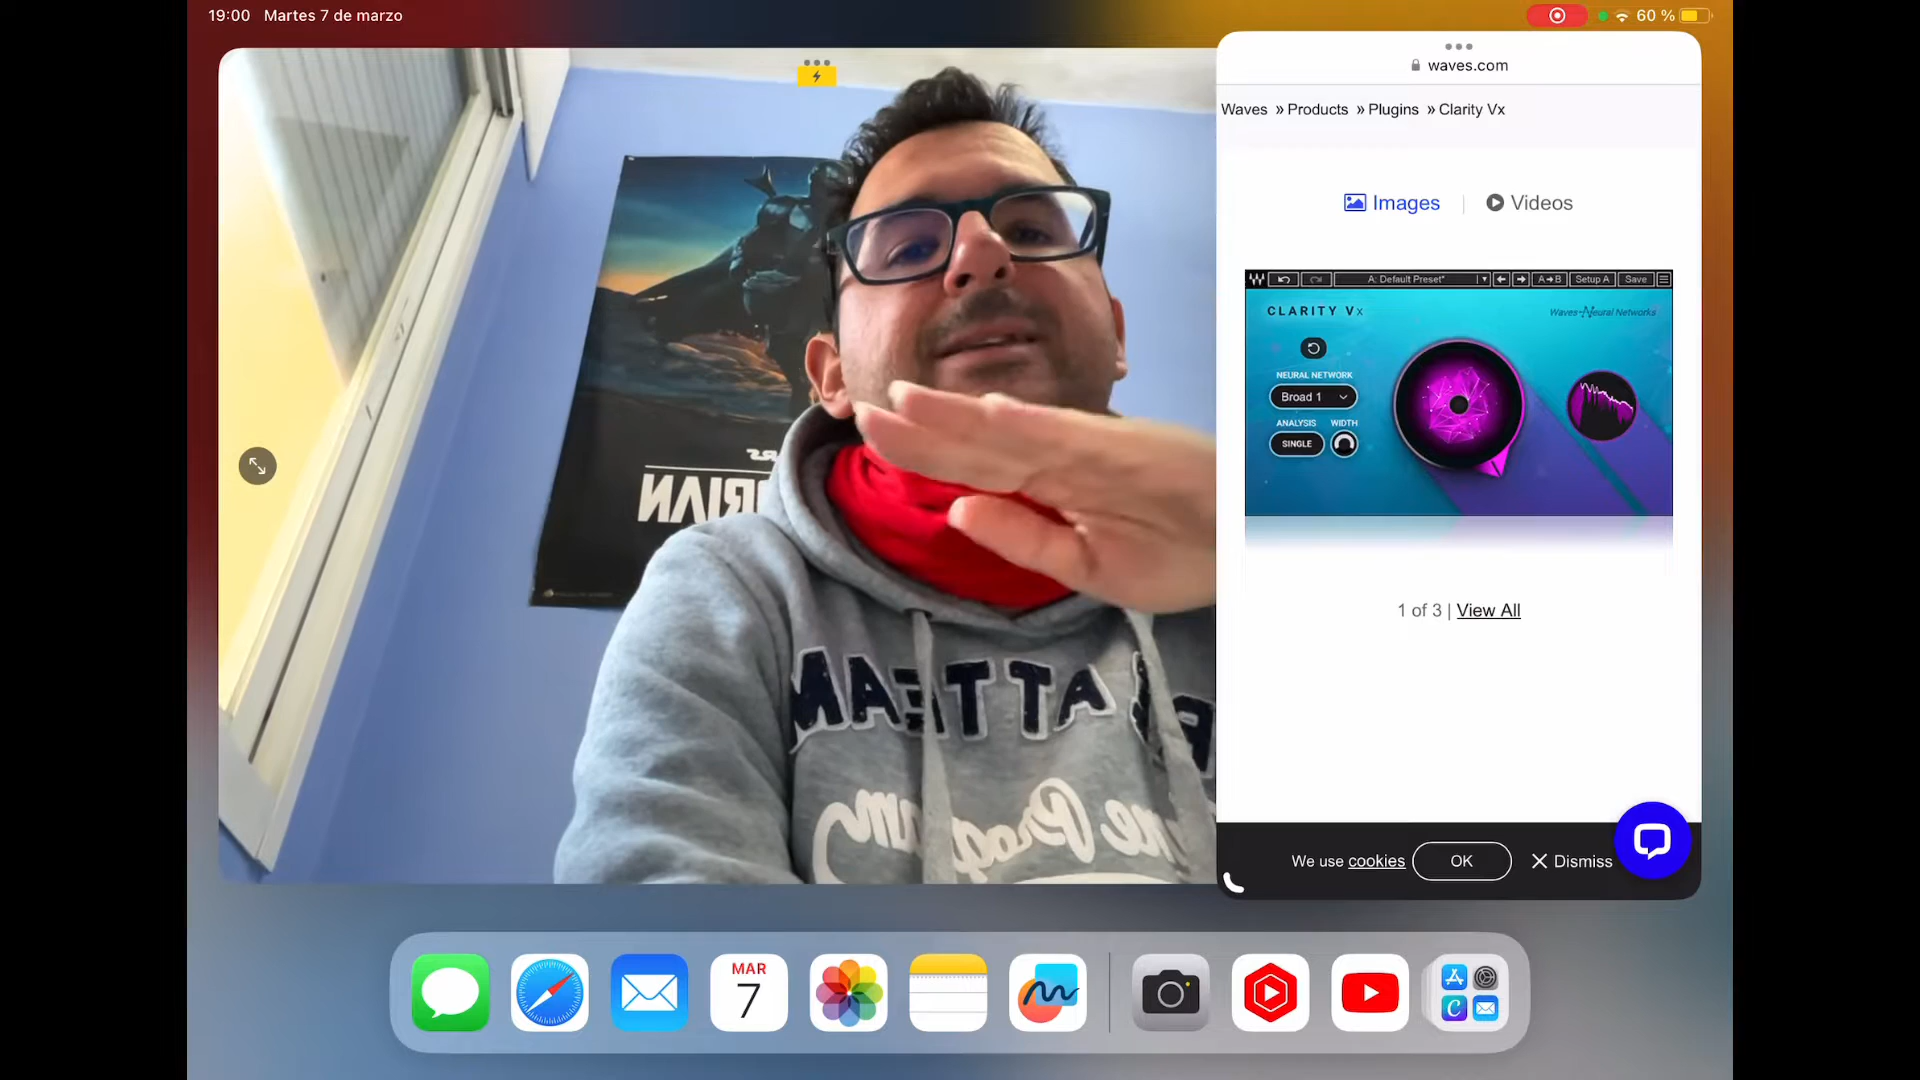 19:00 Martes 7 de marzo
60 %
waves.com
Waves » Products » Plugins » Clarity Vx
Images | Videos
A: Default Preset*
A→B
Setup A
Save
CLARITY Vx
Waves Neural Networks
NEURAL NETWORK
Broad 1
ANALYSIS WIDTH
SINGLE
1 of 3 | View All
We use cookies
OK
Dismiss
MAR
7